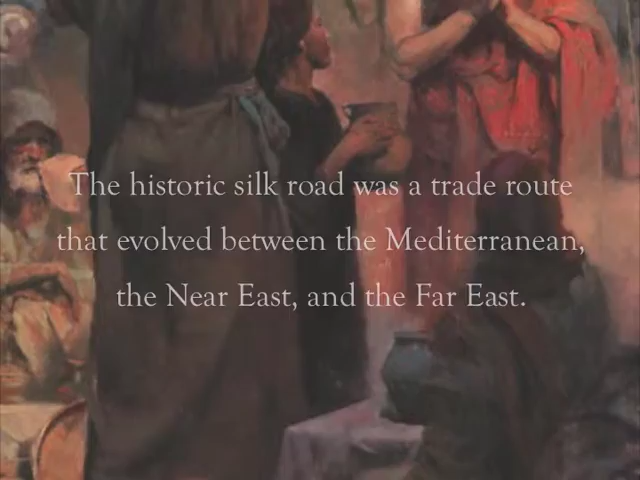 The historic silk road was a trade route
that evolved between the Mediterranean,
the Near East, and the Far East.